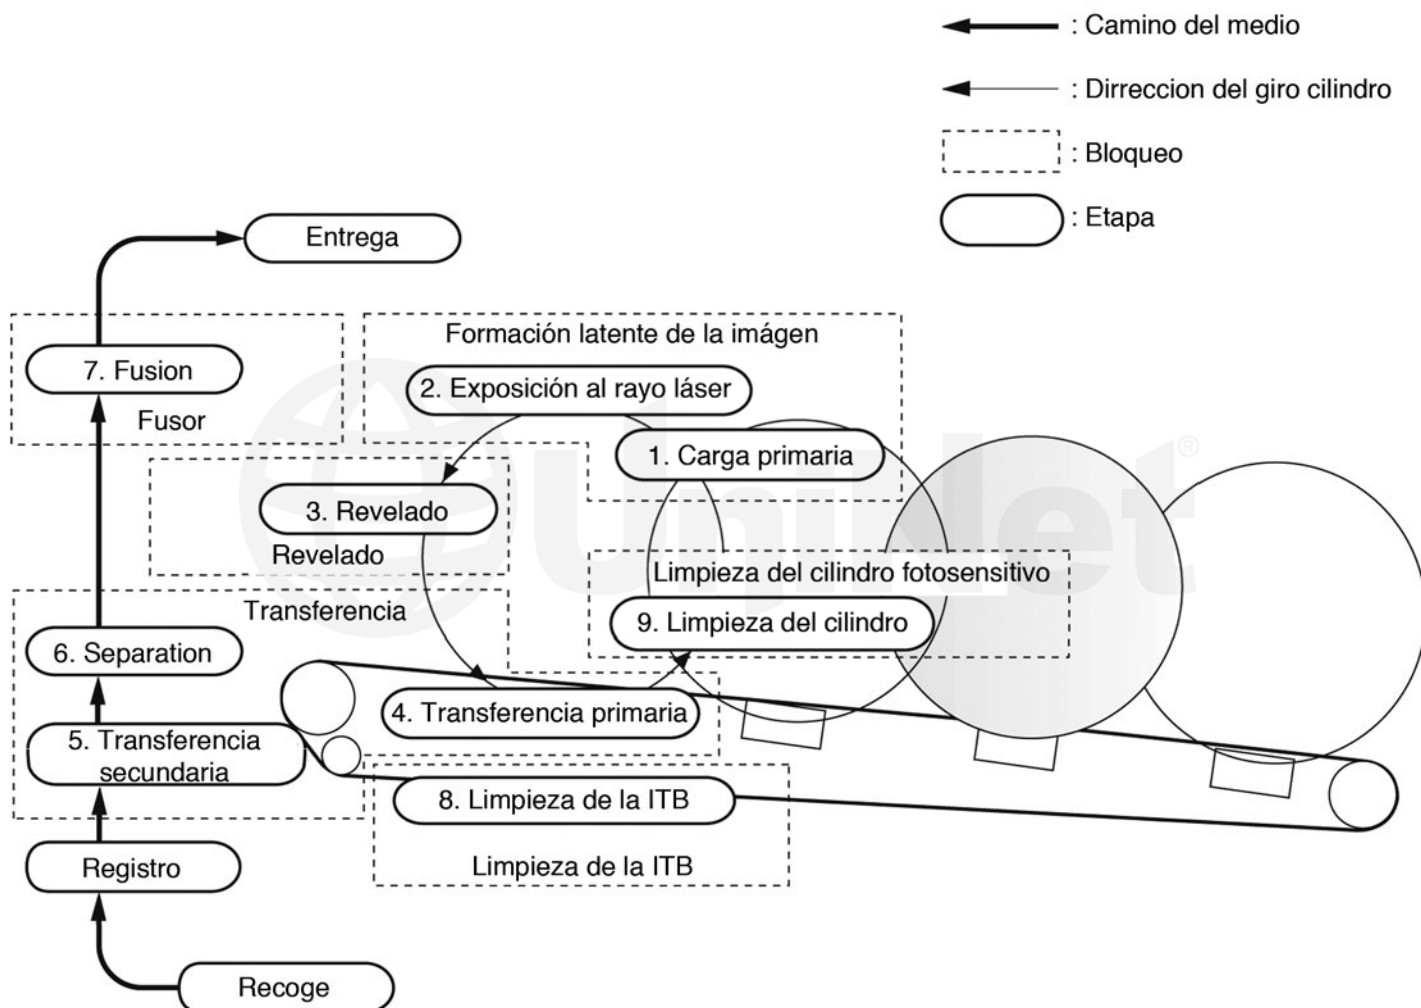 : Camino del medio
: Dirreccion del giro cilindro
: Bloqueo
: Etapa
Entrega
Formación latente de la imágen
7. Fusion
2. Exposición al rayo láser
Fusor
1. Carga primaria
3. Revelado
Revelado
UniNet®
Limpieza del cilindro fotosensitivo
Transferencia
9. Limpieza del cilindro
6. Separation
4. Transferencia primaria
5. Transferencia
secundaria
8. Limpieza de la ITB
Registro
Limpieza de la ITB
Recoge